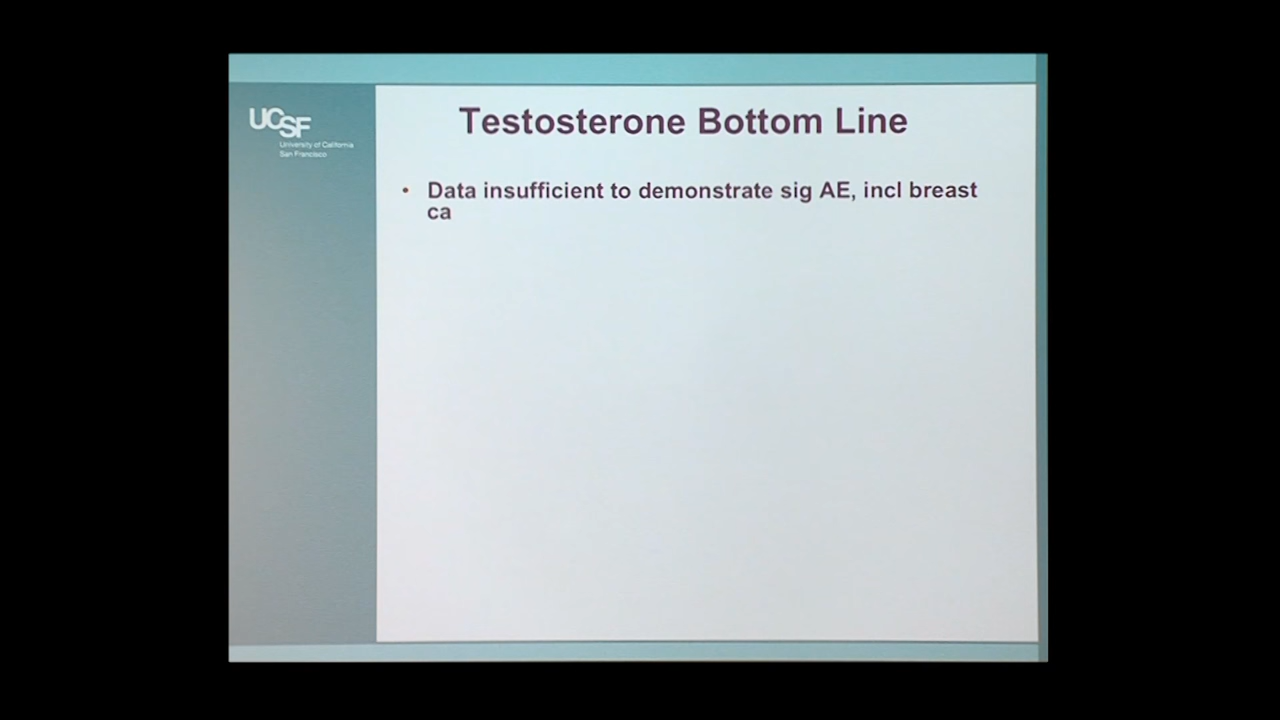 UCSF
University of California
San Francisco
Testosterone Bottom Line
• Data insufficient to demonstrate sig AE, incl breast
ca